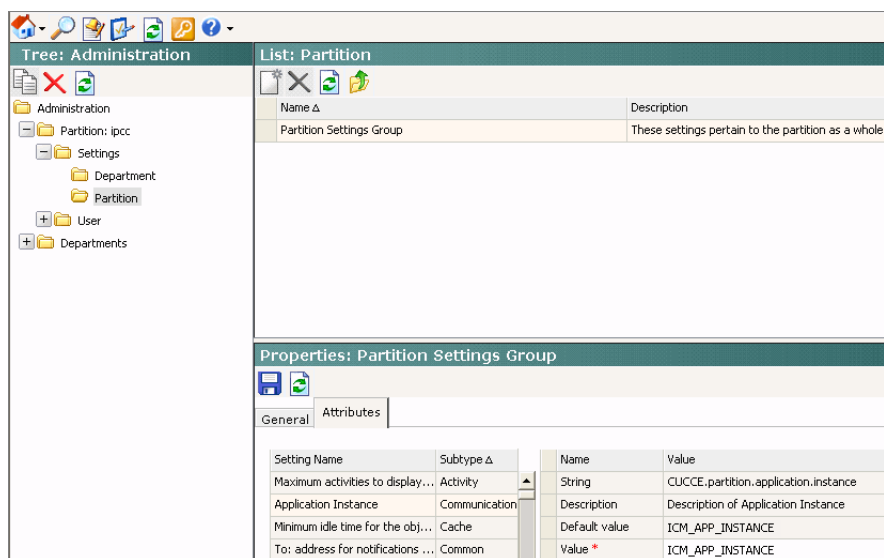 Tree: Administration
Administration
Partition: ipcc
Settings
Department
Partition
User
Departments
List: Partition
Name Description
Partition Settings Group These settings pertain to the partition as a whole
Properties: Partition Settings Group
General Attributes
Setting Name Subtype
Maximum activities to display... Activity
Application Instance Communication
Minimum idle time for the obj... Cache
To: address for notifications ... Common
Name Value
String CUCCE.partition.application.instance
Description Description of Application Instance
Default value ICM_APP_INSTANCE
Value * ICM_APP_INSTANCE